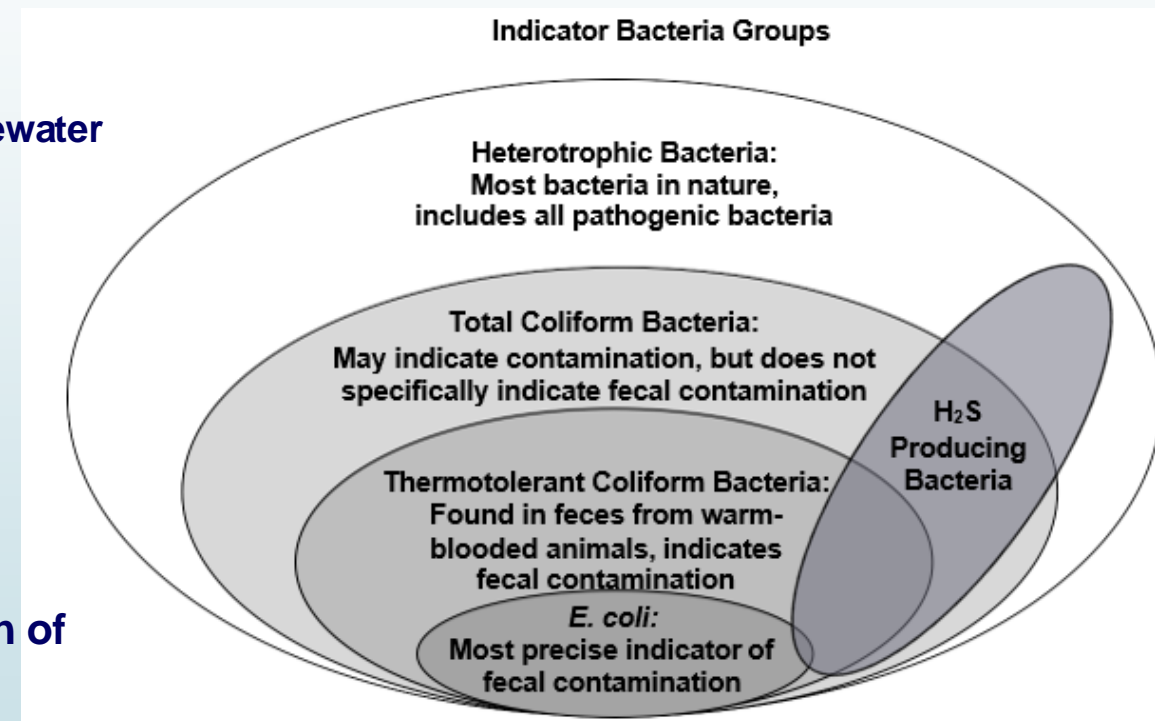 Indicator Bacteria Groups
ewater
Heterotrophic Bacteria:
Most bacteria in nature,
includes all pathogenic bacteria
Total Coliform Bacteria:
May indicate contamination, but does not
specifically indicate fecal contamination
H₂S
Producing
Bacteria
Thermotolerant Coliform Bacteria:
Found in feces from warm-
blooded animals, indicates
fecal contamination
E. coli:
Most precise indicator of
fecal contamination
n of